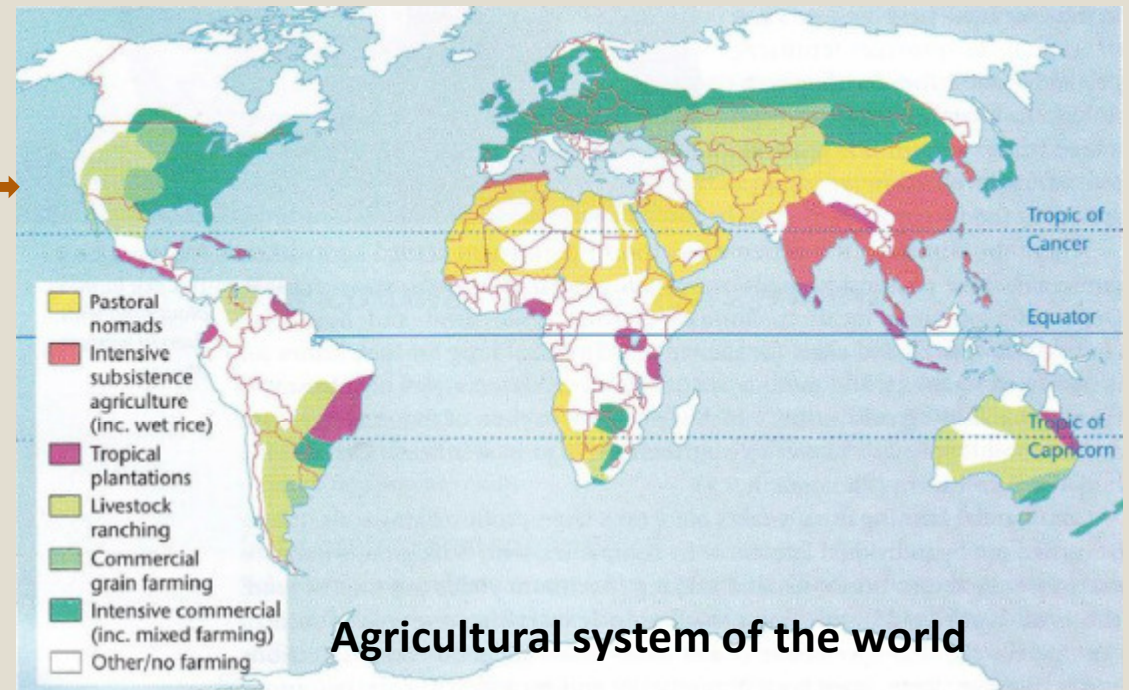 Tropic of
Cancer
Equator
Tropic of
Capricorn
Pastoral
nomads
Intensive
subsistence
agriculture
(inc. wet rice)
Tropical
plantations
Livestock
ranching
Commercial
grain farming
Intensive commercial
(inc. mixed farming)
Other/no farming
Agricultural system of the world